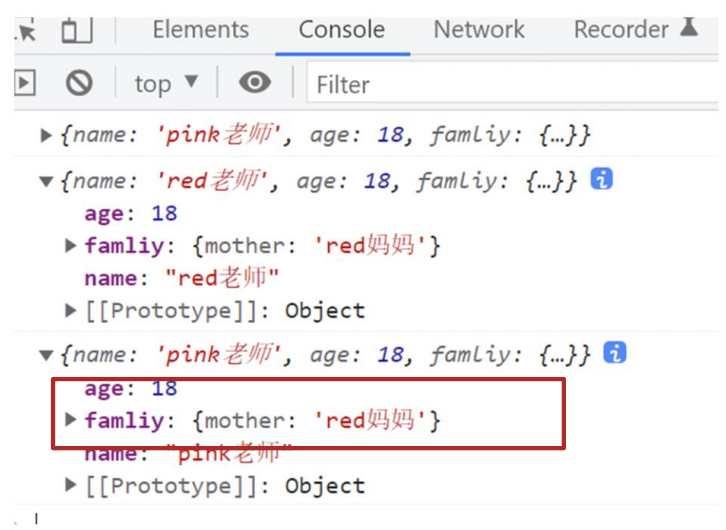 Elements Console Network Recorder
top Filter
{name: 'pink老师', age: 18, famliy: {…}}
{name: 'red老师', age: 18, famliy: {…}} i
age: 18
famliy: {mother: 'red妈妈'}
name: "red老师"
[[Prototype]]: Object
{name: 'pink老师', age: 18, famliy: {…}} i
age: 18
famliy: {mother: 'red妈妈'}
name: "pink老师"
[[Prototype]]: Object